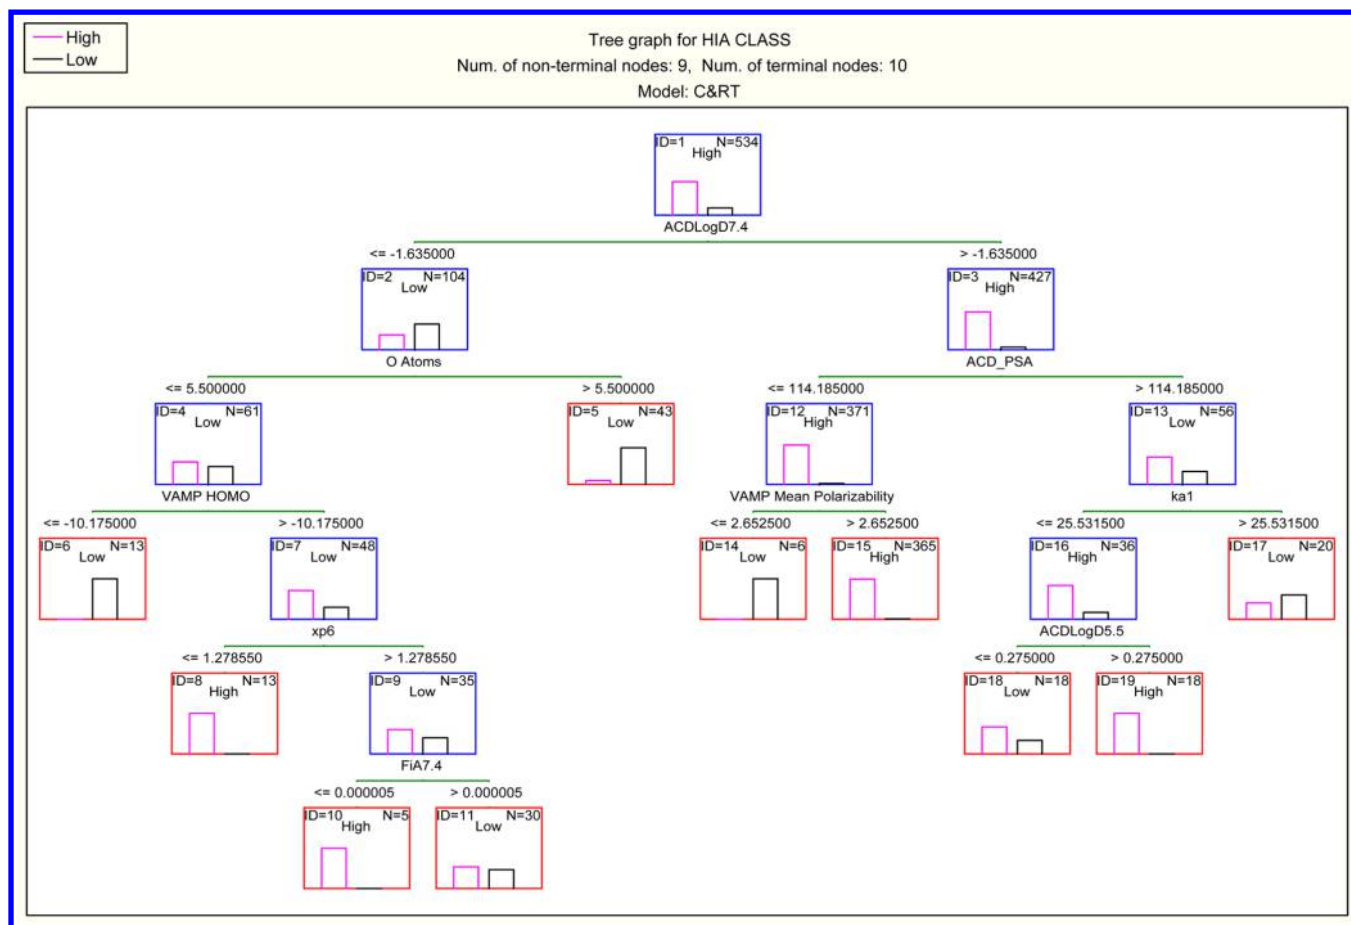 High
Low
Tree graph for HIA CLASS
Num. of non-terminal nodes: 9, Num. of terminal nodes: 10
Model: C&RT
ID=1 N=534
High
ACDLogD7.4
<= -1.635000 > -1.635000
ID=2 N=104 ID=3 N=427
Low High
O Atoms ACD_PSA
<= 5.500000 > 5.500000 <= 114.185000 > 114.185000
ID=4 N=61 ID=5 N=43 ID=12 N=371 ID=13 N=56
Low Low High Low
VAMP HOMO VAMP Mean Polarizability ka1
<= -10.175000 > -10.175000 <= 2.652500 > 2.652500 <= 25.531500 > 25.531500
ID=6 N=13 ID=7 N=48 ID=14 N=6 ID=15 N=365 ID=16 N=36 ID=17 N=20
Low Low Low High High Low
xp6 ACDLogD5.5
<= 1.278550 > 1.278550 <= 0.275000 > 0.275000
ID=8 N=13 ID=9 N=35 ID=18 N=18 ID=19 N=18
High Low Low High
FiA7.4
<= 0.000005 > 0.000005
ID=10 N=5 ID=11 N=30
High Low